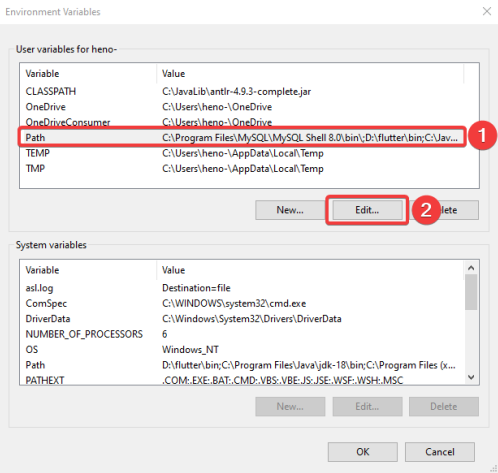 Environment Variables
User variables for heno-
Variable Value
CLASSPATH C:\JavaLib\antlr-4.9.3-complete.jar
OneDrive C:\Users\heno-\OneDrive
OneDriveConsumer C:\Users\heno-\OneDrive
Path C:\Program Files\MySQL\MySQL Shell 8.0\bin\;D:\flutter\bin;C:\Jav... 1
TEMP C:\Users\heno-\AppData\Local\Temp
TMP C:\Users\heno-\AppData\Local\Temp
New... Edit... 2 lete
System variables
Variable Value
asl.log Destination=file
ComSpec C:\WINDOWS\system32\cmd.exe
DriverData C:\Windows\System32\Drivers\DriverData
NUMBER_OF_PROCESSORS 6
OS Windows_NT
Path D:\flutter\bin;C:\Program Files\Java\jdk-18\bin;C:\Program Files (x...
PATHEXT .COM;.EXE;.BAT;.CMD;.VBS;.VBE;.JS;.JSE;.WSF;.WSH;.MSC
New... Edit... Delete
OK Cancel